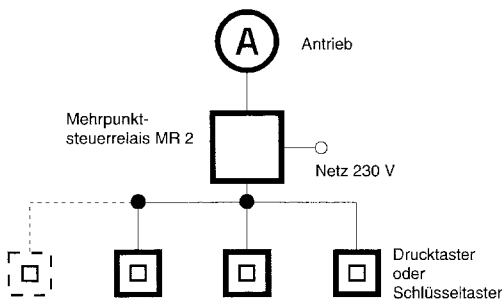 A
Antrieb
Mehrpunkt-
steuerrelais MR 2
Netz 230 V
Drucktaster
oder
Schlüsseltaster